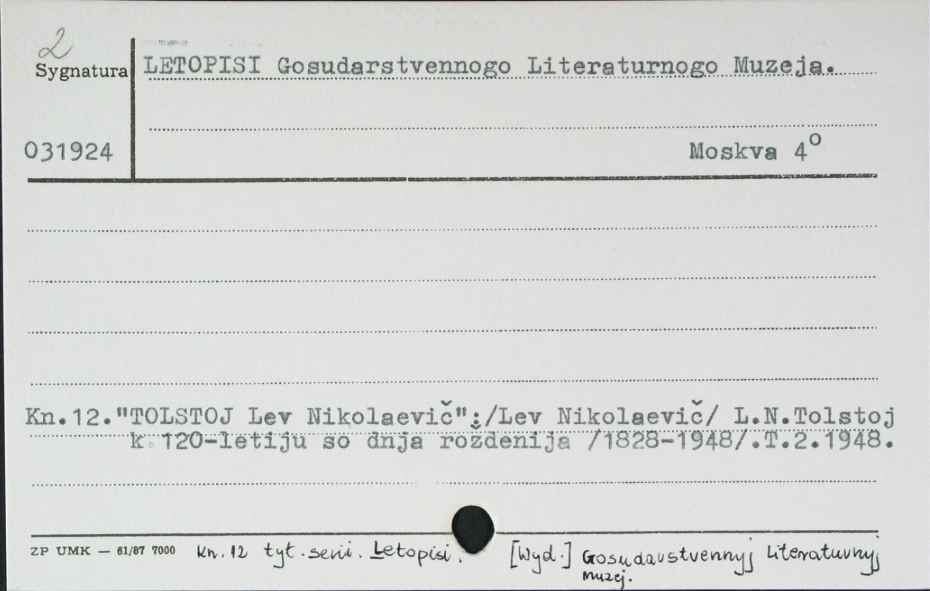 2
Sygnatura
LETOPISI Gosudarstvennogo Literaturnogo Muzeja.
031924
Moskva 4⁰
Kn.12."TOLSTOJ Lev Nikolaevič":/Lev Nikolaevič/ L.N.Tolstoj
k 120-letiju so dnja roždenija /1828-1948/.T.2.1948.
ZP UMK — 61/87 7000 Kn. 12 tyt. serii. Letopisi. [Wyd.] Gosudarstvennyj Literaturnyj
muzej.